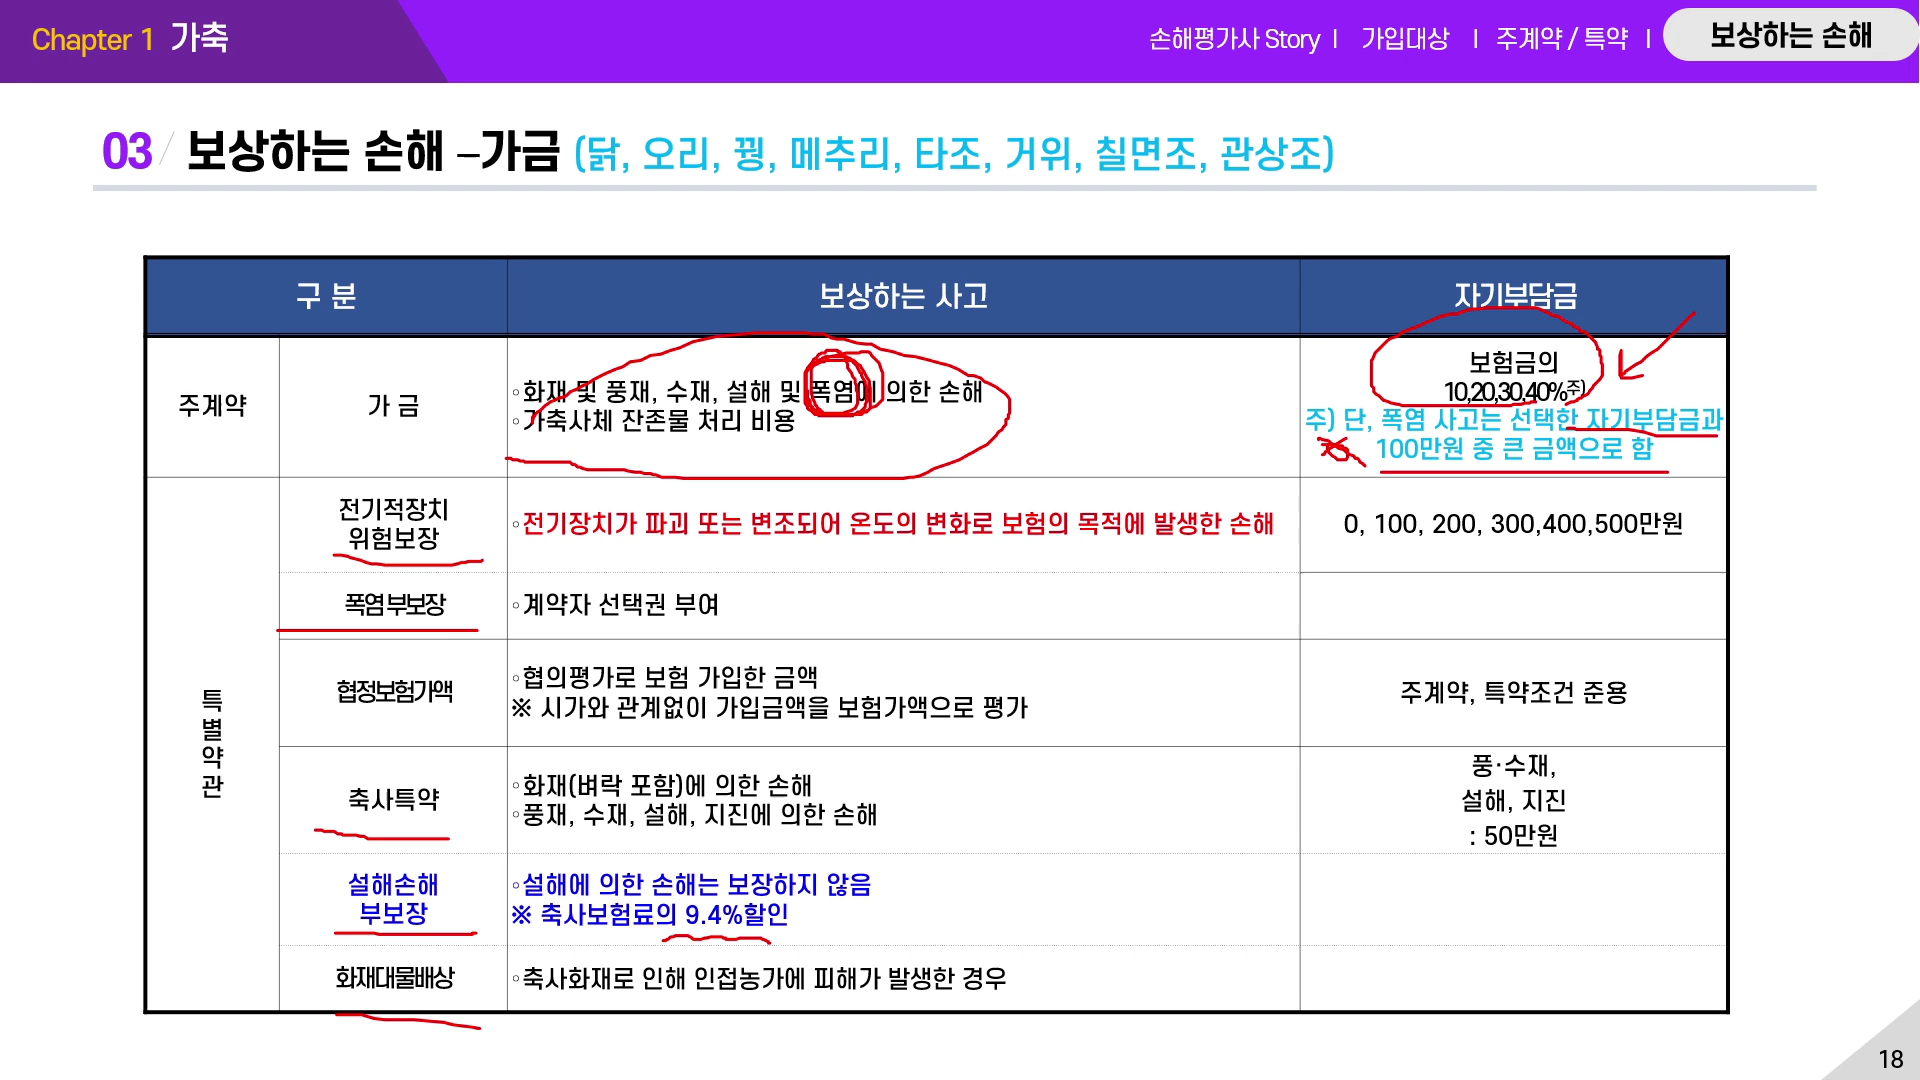 Chapter 1 가축
손해평가사 Story ㅣ 가입대상 ㅣ 주계약 / 특약 ㅣ 보상하는 손해
03 / 보상하는 손해 –가금 (닭, 오리, 꿩, 메추리, 타조, 거위, 칠면조, 관상조)
구 분 보상하는 사고 자기부담금
주계약
가 금
◦화재 및 풍재, 수재, 설해 및 폭염에 의한 손해
◦가축사체 잔존물 처리 비용
보험금의
10,20,30.40%주)
주) 단, 폭염 사고는 선택한 자기부담금과
100만원 중 큰 금액으로 함
특별약관
전기적장치
위험보장
◦전기장치가 파괴 또는 변조되어 온도의 변화로 보험의 목적에 발생한 손해
0, 100, 200, 300,400,500만원
폭염부보장
◦계약자 선택권 부여
협정보험가액
◦협의평가로 보험 가입한 금액
※ 시가와 관계없이 가입금액을 보험가액으로 평가
주계약, 특약조건 준용
축사특약
◦화재(벼락 포함)에 의한 손해
◦풍재, 수재, 설해, 지진에 의한 손해
풍·수재,
설해, 지진
: 50만원
설해손해
부보장
◦설해에 의한 손해는 보장하지 않음
※ 축사보험료의 9.4%할인
화재대물배상
◦축사화재로 인해 인접농가에 피해가 발생한 경우
18